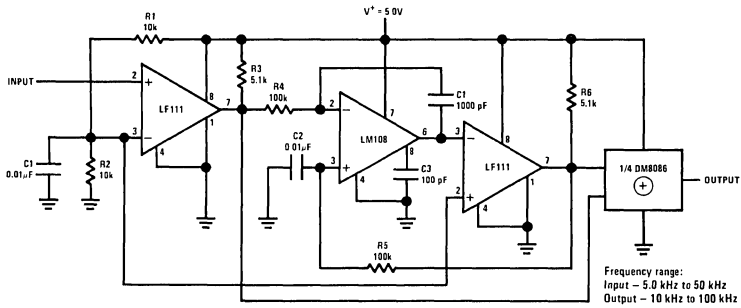 V+ = 5 0V
R1
10k
R3
5.1k
R4
100k
INPUT
2
+
8
LF111
7
1
3
−
4
C1
0.01μF
R2
10k
2
−
7
LM108
6
8
3
+
4
C1
1000 pF
C2
0 01μF
C3
100 pF
3
−
8
LF111
7
1
2
+
4
R6
5.1k
R5
100k
1/4 DM8086
+
OUTPUT
Frequency range:
Input – 5.0 kHz to 50 kHz
Output – 10 kHz to 100 kHz